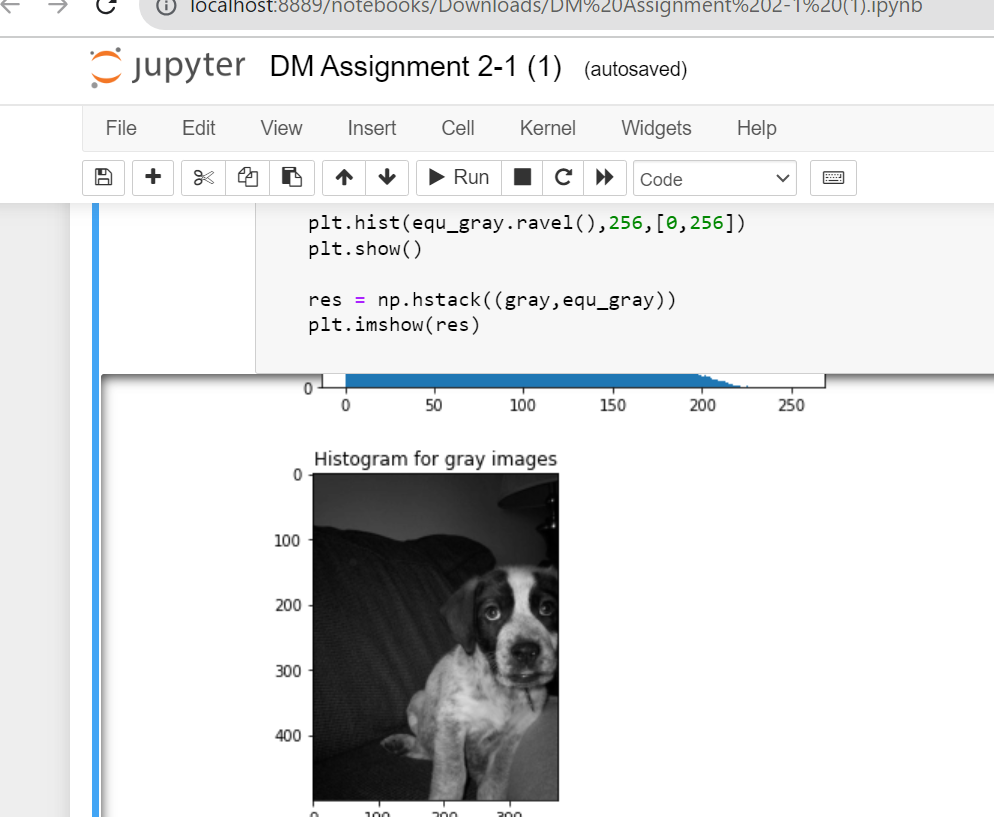 localhost:8889/notebooks/Downloads/DM%20Assignment%202-1%20(1).ipynb
jupyter DM Assignment 2-1 (1) (autosaved)
File Edit View Insert Cell Kernel Widgets Help
Run Code
plt.hist(equ_gray.ravel(),256,[0,256])
plt.show()
res = np.hstack((gray,equ_gray))
plt.imshow(res)
0
0 50 100 150 200 250
Histogram for gray images
0
100
200
300
400
0 100 200 300